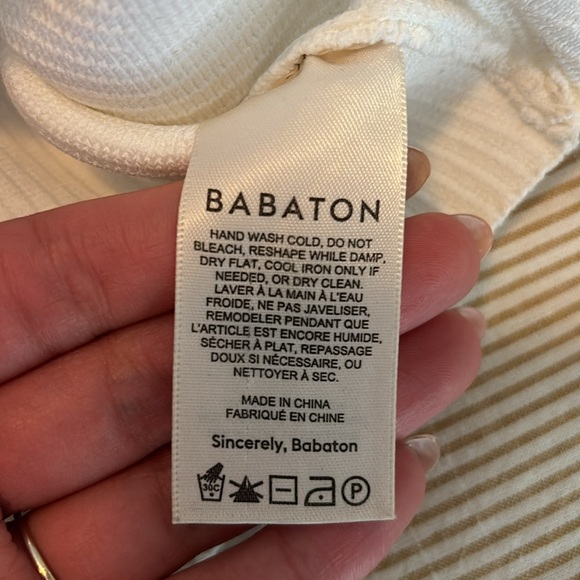 BABATON
HAND WASH COLD, DO NOT
BLEACH, RESHAPE WHILE DAMP,
DRY FLAT, COOL IRON ONLY IF
NEEDED, OR DRY CLEAN.
LAVER À LA MAIN À L'EAU
FROIDE, NE PAS JAVELISER,
REMODELER PENDANT QUE
L'ARTICLE EST ENCORE HUMIDE,
SÉCHER À PLAT, REPASSAGE
DOUX SI NÉCESSAIRE, OU
NETTOYER À SEC.
MADE IN CHINA
FABRIQUÉ EN CHINE
Sincerely, Babaton
30C P